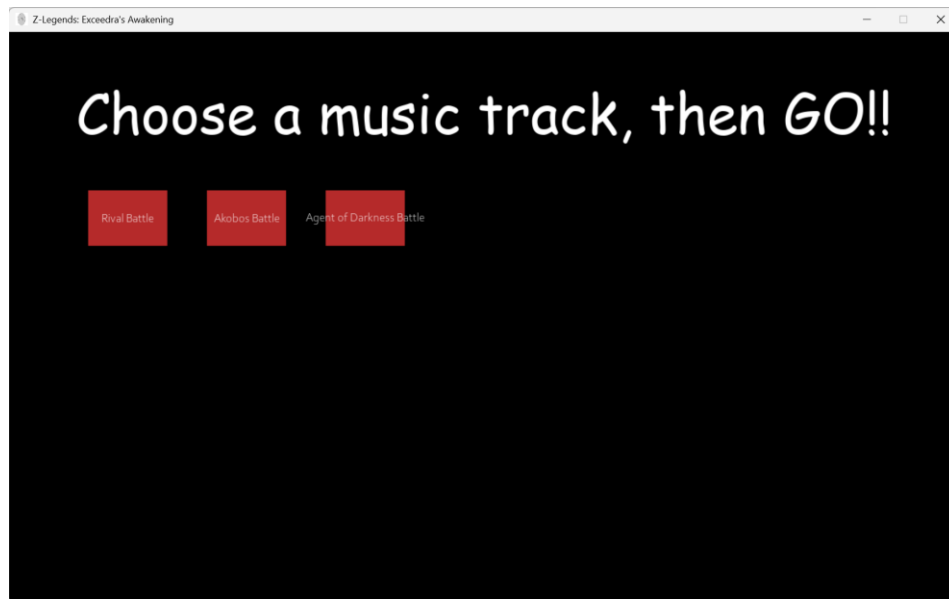 Z-Legends: Exceedra's Awakening
Choose a music track, then GO!!
Rival Battle
Akobos Battle
Agent of Darkness Battle